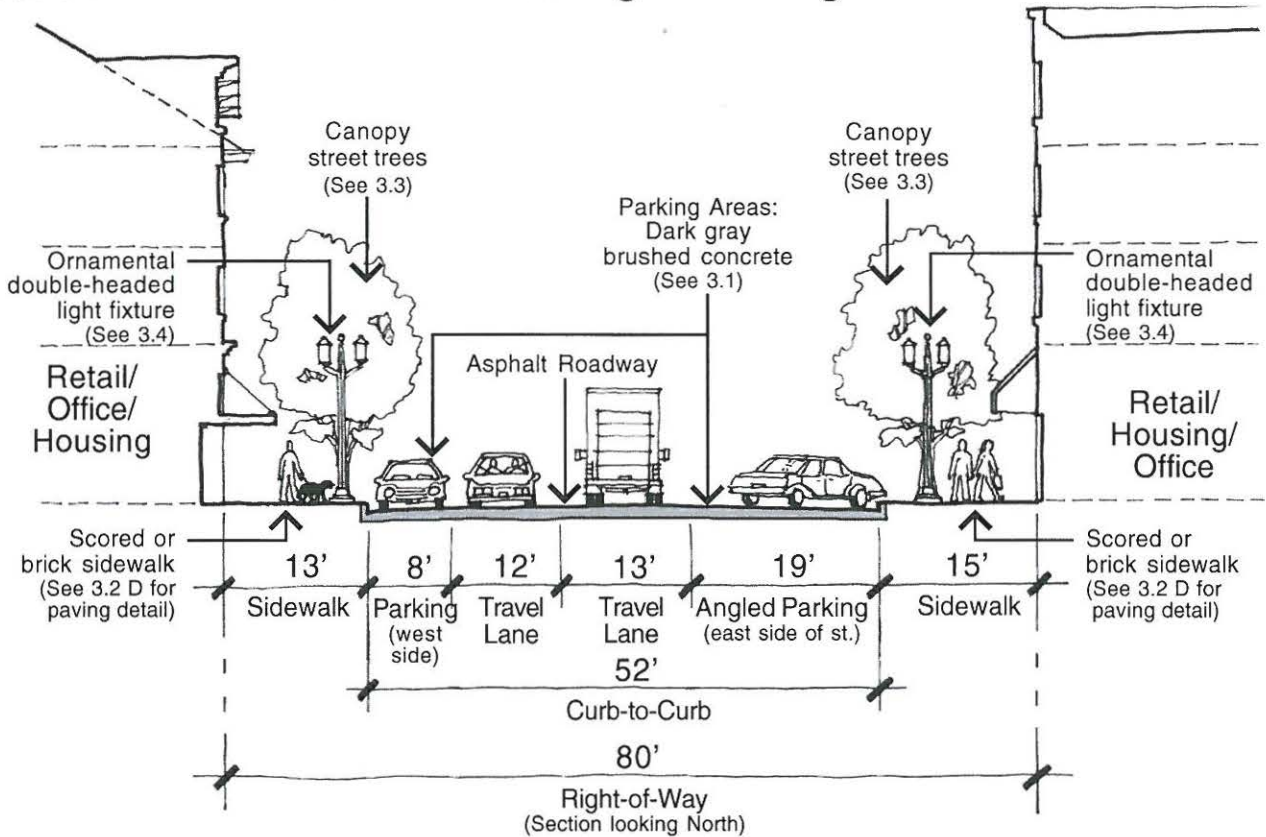 Canopy
street trees
(See 3.3)
Canopy
street trees
(See 3.3)
Parking Areas:
Dark gray
brushed concrete
(See 3.1)
Ornamental
double-headed
light fixture
(See 3.4)
Ornamental
double-headed
light fixture
(See 3.4)
Asphalt Roadway
Retail/
Office/
Housing
Retail/
Housing/
Office
Scored or
brick sidewalk
(See 3.2 D for
paving detail)
13'
Sidewalk
8'
Parking
(west
side)
12'
Travel
Lane
13'
Travel
Lane
19'
Angled Parking
(east side of st.)
15'
Sidewalk
Scored or
brick sidewalk
(See 3.2 D for
paving detail)
52'
Curb-to-Curb
80'
Right-of-Way
(Section looking North)